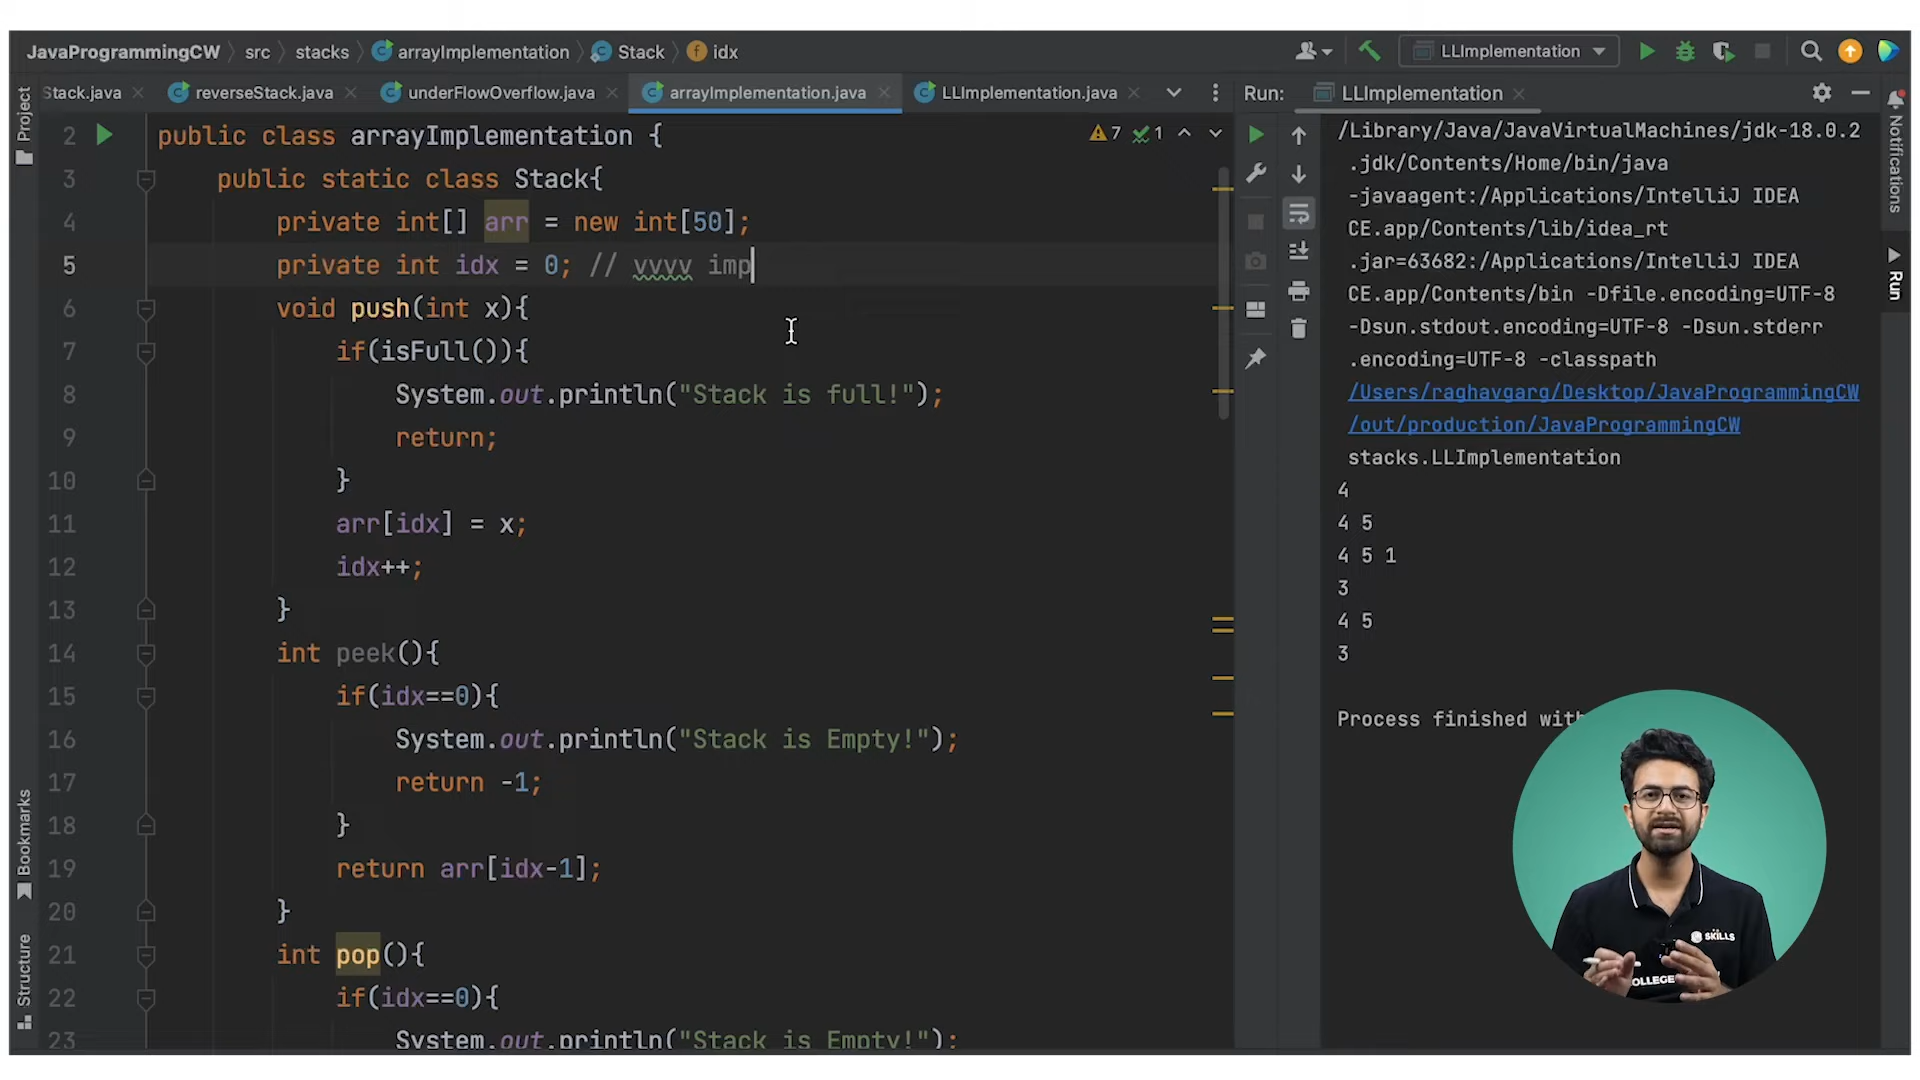 JavaProgrammingCW src stacks arrayImplementation Stack idx
LLImplementation
Stack.java reverseStack.java underFlowOverflow.java arrayImplementation.java LLImplementation.java
Run: LLImplementation
Project
Bookmarks
Structure
2 public class arrayImplementation {
3 public static class Stack{
4 private int[] arr = new int[50];
5 private int idx = 0; // vvvv imp
6 void push(int x){
7 if(isFull()){
8 System.out.println("Stack is full!");
9 return;
10 }
11 arr[idx] = x;
12 idx++;
13 }
14 int peek(){
15 if(idx==0){
16 System.out.println("Stack is Empty!");
17 return -1;
18 }
19 return arr[idx-1];
20 }
21 int pop(){
22 if(idx==0){
23 System.out.println("Stack is Empty!");
7 1
/Library/Java/JavaVirtualMachines/jdk-18.0.2
.jdk/Contents/Home/bin/java
-javaagent:/Applications/IntelliJ IDEA
CE.app/Contents/lib/idea_rt
.jar=63682:/Applications/IntelliJ IDEA
CE.app/Contents/bin -Dfile.encoding=UTF-8
-Dsun.stdout.encoding=UTF-8 -Dsun.stderr
.encoding=UTF-8 -classpath
/Users/raghavgarg/Desktop/JavaProgrammingCW
/out/production/JavaProgrammingCW
stacks.LLImplementation
4
4 5
4 5 1
3
4 5
3
Process finished with
Notifications
Run
SKILLS
OLLEGE